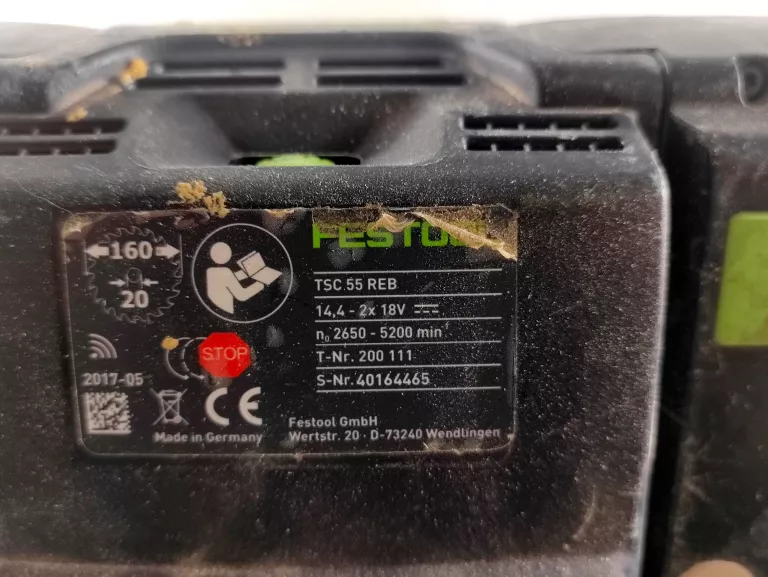 FESTOOL
160
20
TSC 55 REB
14,4 - 2x 18V
n₀ 2650 - 5200 min
T-Nr. 200 111
S-Nr. 40164465
STOP
2017-05
CE
Made in Germany
Festool GmbH
Wertstr. 20 · D-73240 Wendlingen